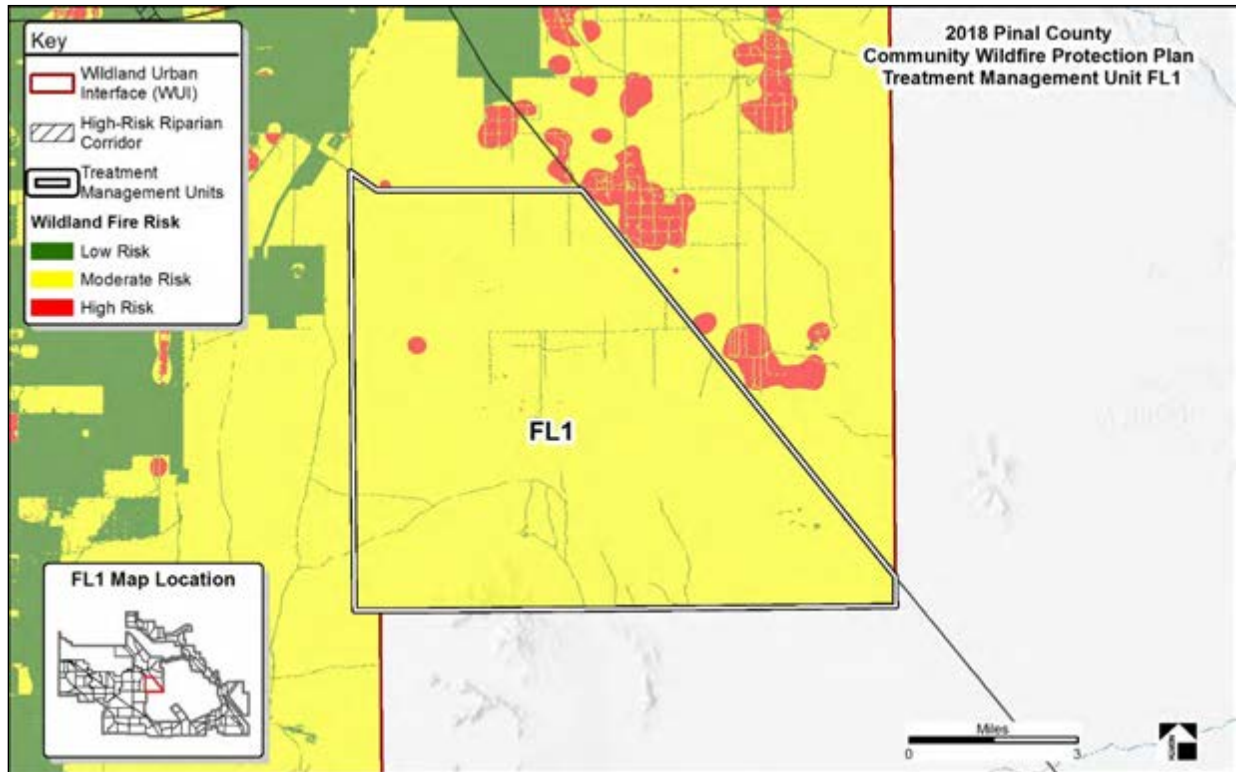 Key
Wildland Urban
Interface (WUI)
High-Risk Riparian
Corridor
Treatment
Management Units
Wildland Fire Risk
Low Risk
Moderate Risk
High Risk
2018 Pinal County
Community Wildfire Protection Plan
Treatment Management Unit FL1
FL1
FL1 Map Location
Miles
0
3